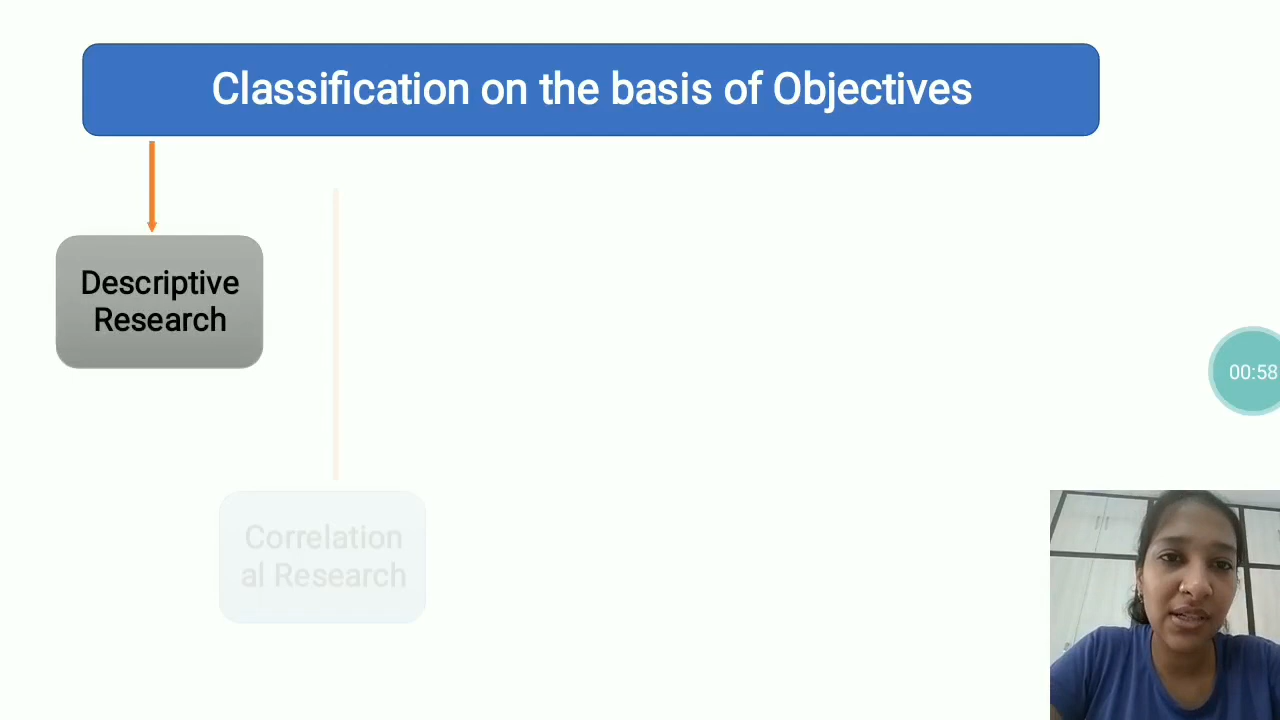 Classification on the basis of Objectives
Descriptive
Research
00:58
Correlation
al Research